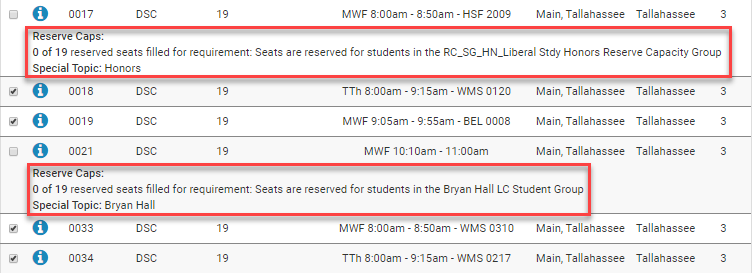 0017 DSC 19 MWF 8:00am - 8:50am - HSF 2009 Main, Tallahassee Tallahassee 3
Reserve Caps:
0 of 19 reserved seats filled for requirement: Seats are reserved for students in the RC_SG_HN_Liberal Stdy Honors Reserve Capacity Group
Special Topic: Honors
0018 DSC 19 TTh 8:00am - 9:15am - WMS 0120 Main, Tallahassee Tallahassee 3
0019 DSC 19 MWF 9:05am - 9:55am - BEL 0008 Main, Tallahassee Tallahassee 3
0021 DSC 19 MWF 10:10am - 11:00am Main, Tallahassee Tallahassee 3
Reserve Caps:
0 of 19 reserved seats filled for requirement: Seats are reserved for students in the Bryan Hall LC Student Group
Special Topic: Bryan Hall
0033 DSC 19 MWF 8:00am - 8:50am - WMS 0310 Main, Tallahassee Tallahassee 3
0034 DSC 19 TTh 8:00am - 9:15am - WMS 0217 Main, Tallahassee Tallahassee 3